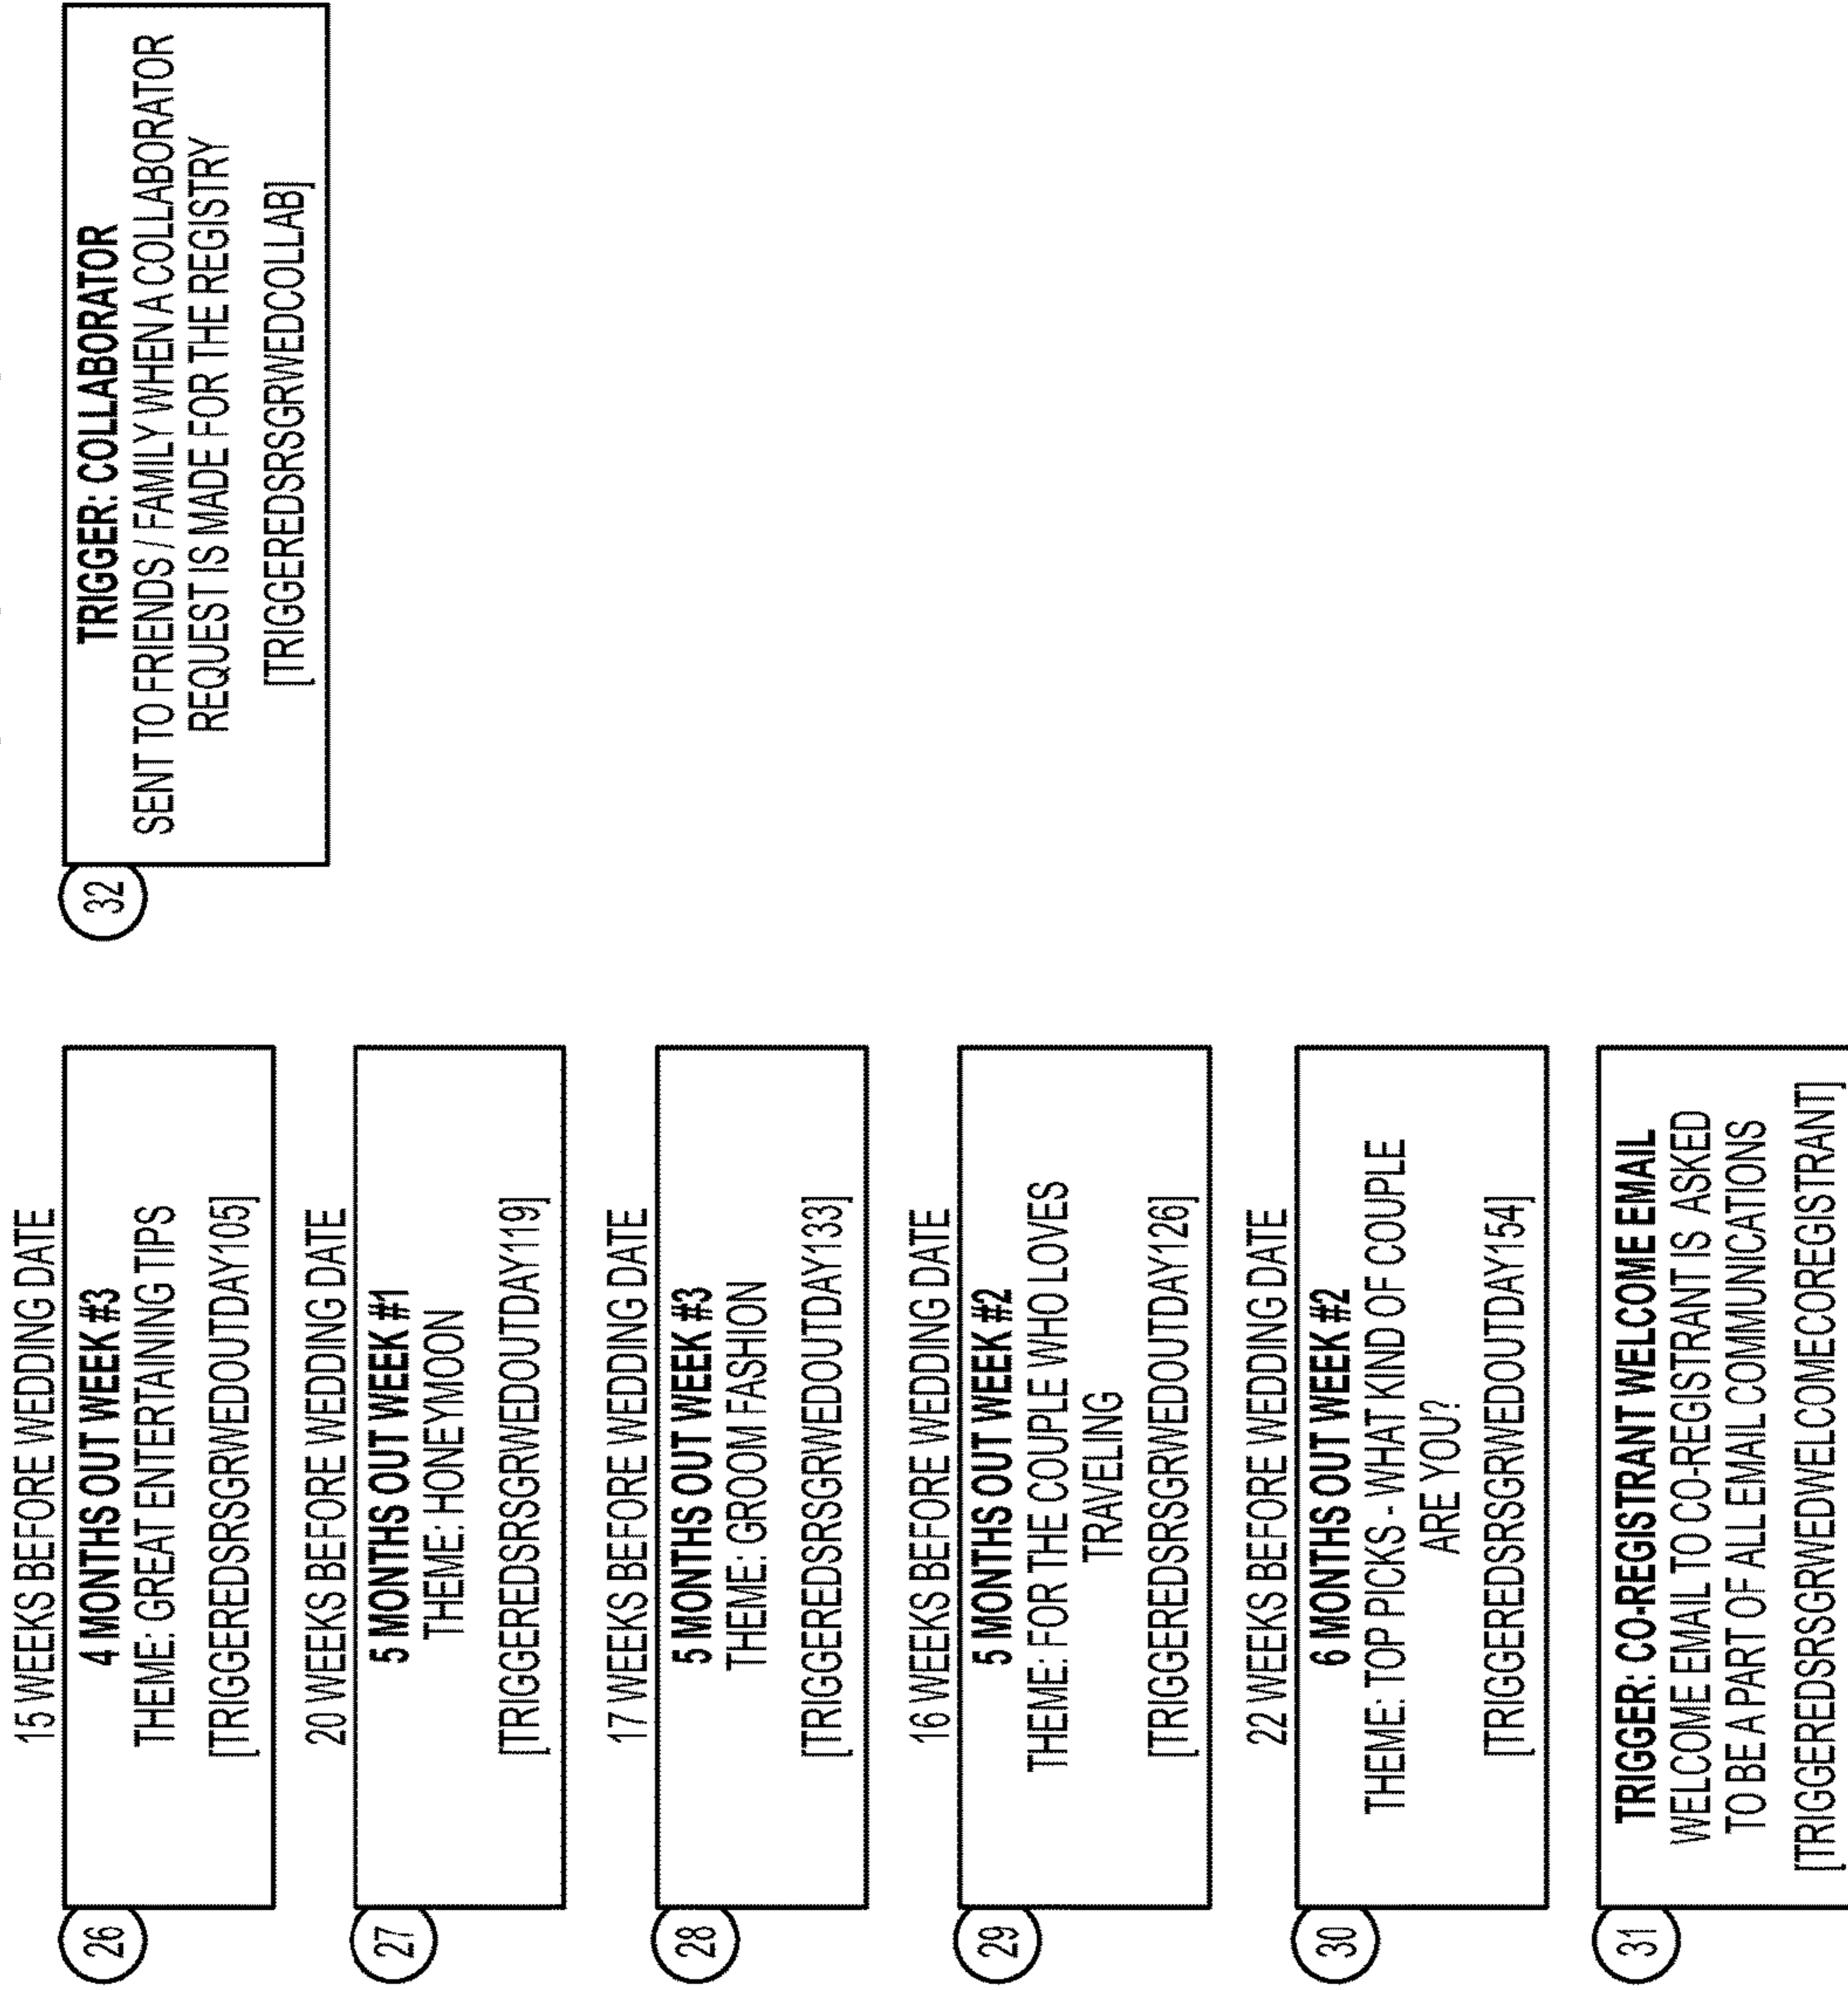 15 WEEKS BEFORE WEDDING DATE
26
4 MONTHS OUT WEEK #3
THEME: GREAT ENTERTAINING TIPS
[TRIGGEREDSRSGRWEDOUTDAY105]
20 WEEKS BEFORE WEDDING DATE
27
5 MONTHS OUT WEEK #1
THEME: HONEYMOON
[TRIGGEREDSRSGRWEDOUTDAY119]
17 WEEKS BEFORE WEDDING DATE
28
5 MONTHS OUT WEEK #3
THEME: GROOM FASHION
[TRIGGEREDSRSGRWEDOUTDAY133]
16 WEEKS BEFORE WEDDING DATE
29
5 MONTHS OUT WEEK #2
THEME: FOR THE COUPLE WHO LOVES
TRAVELING
[TRIGGEREDSRSGRWEDOUTDAY126]
22 WEEKS BEFORE WEDDING DATE
30
6 MONTHS OUT WEEK #2
THEME: TOP PICKS - WHAT KIND OF COUPLE
ARE YOU?
[TRIGGEREDSRSGRWEDOUTDAY154]
31
TRIGGER: CO-REGISTRANT WELCOME EMAIL
WELCOME EMAIL TO CO-REGISTRANT IS ASKED
TO BE A PART OF ALL EMAIL COMMUNICATIONS
[TRIGGEREDSRSGRWEDWELCOMECOREGISTRANT]
32
TRIGGER: COLLABORATOR
SENT TO FRIENDS / FAMILY WHEN A COLLABORATOR
REQUEST IS MADE FOR THE REGISTRY
[TRIGGEREDSRSGRWEDCOLLAB]